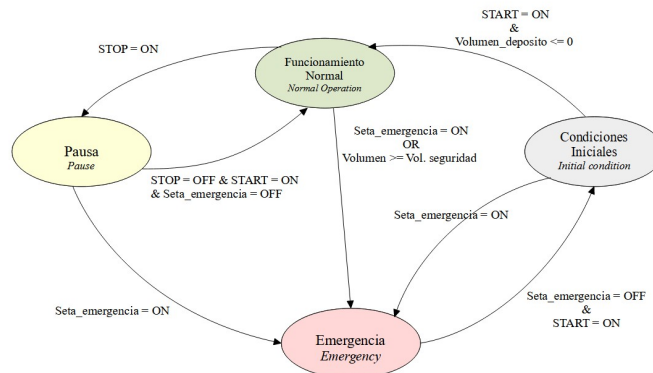 START = ON
&
Volumen_deposito <= 0
STOP = ON
Funcionamiento
Normal
Normal Operation
Seta_emergencia = ON
OR
Volumen >= Vol. seguridad
Condiciones
Iniciales
Initial condition
Pausa
Pause
STOP = OFF & START = ON
& Seta_emergencia = OFF
Seta_emergencia = ON
Seta_emergencia = OFF
&
START = ON
Seta_emergencia = ON
Emergencia
Emergency